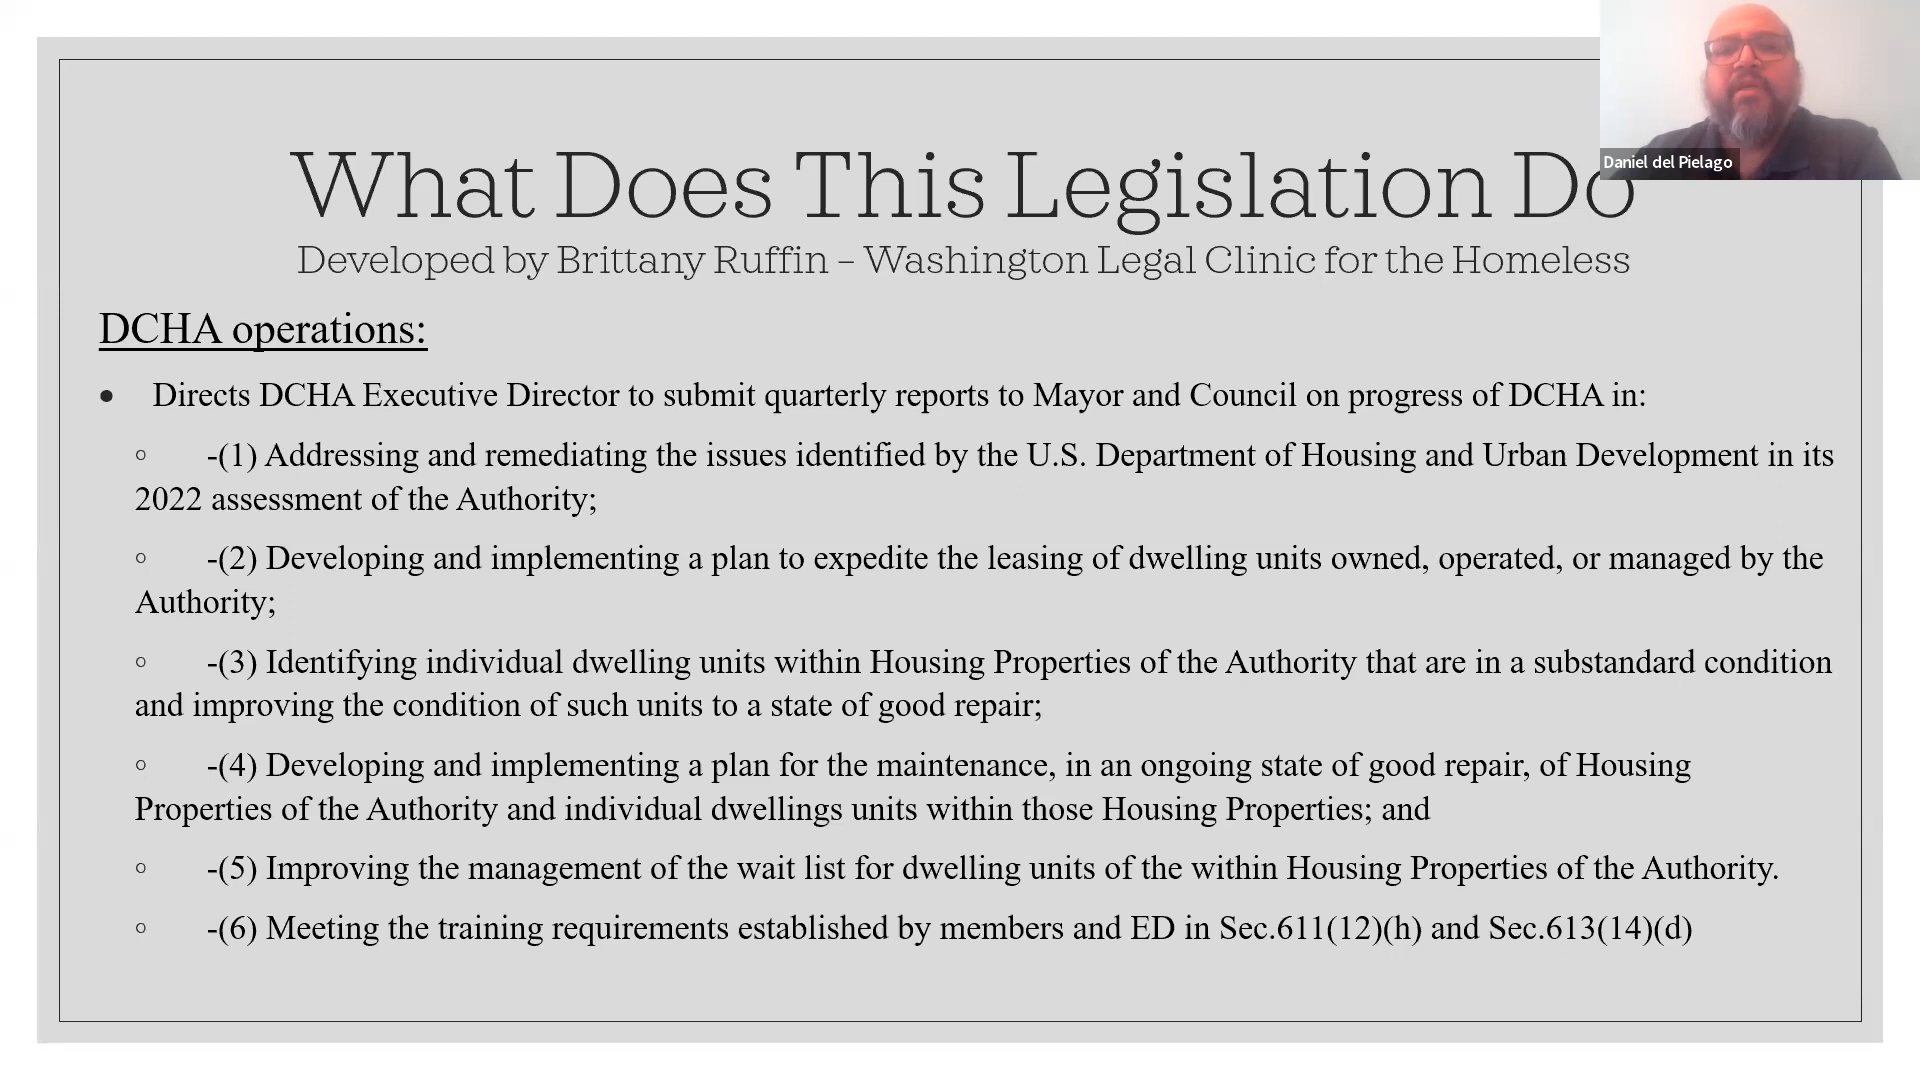 What Does This Legislation Do
Daniel del Pielago
Developed by Brittany Ruffin – Washington Legal Clinic for the Homeless
DCHA operations:
• Directs DCHA Executive Director to submit quarterly reports to Mayor and Council on progress of DCHA in:
○ -(1) Addressing and remediating the issues identified by the U.S. Department of Housing and Urban Development in its
2022 assessment of the Authority;
○ -(2) Developing and implementing a plan to expedite the leasing of dwelling units owned, operated, or managed by the
Authority;
○ -(3) Identifying individual dwelling units within Housing Properties of the Authority that are in a substandard condition
and improving the condition of such units to a state of good repair;
○ -(4) Developing and implementing a plan for the maintenance, in an ongoing state of good repair, of Housing
Properties of the Authority and individual dwellings units within those Housing Properties; and
○ -(5) Improving the management of the wait list for dwelling units of the within Housing Properties of the Authority.
○ -(6) Meeting the training requirements established by members and ED in Sec.611(12)(h) and Sec.613(14)(d)